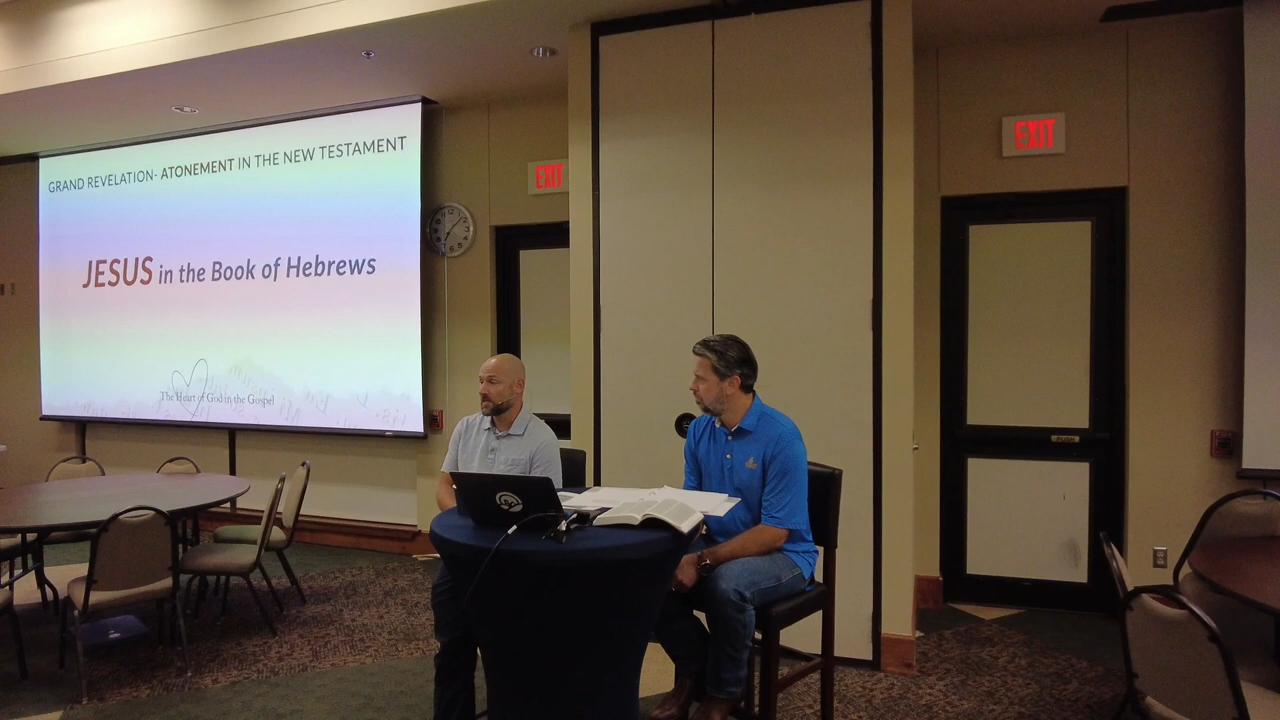 GRAND REVELATION- ATONEMENT IN THE NEW TESTAMENT
JESUS in the Book of Hebrews
The Heart of God in the Gospel
EXIT
EXIT
PUSH